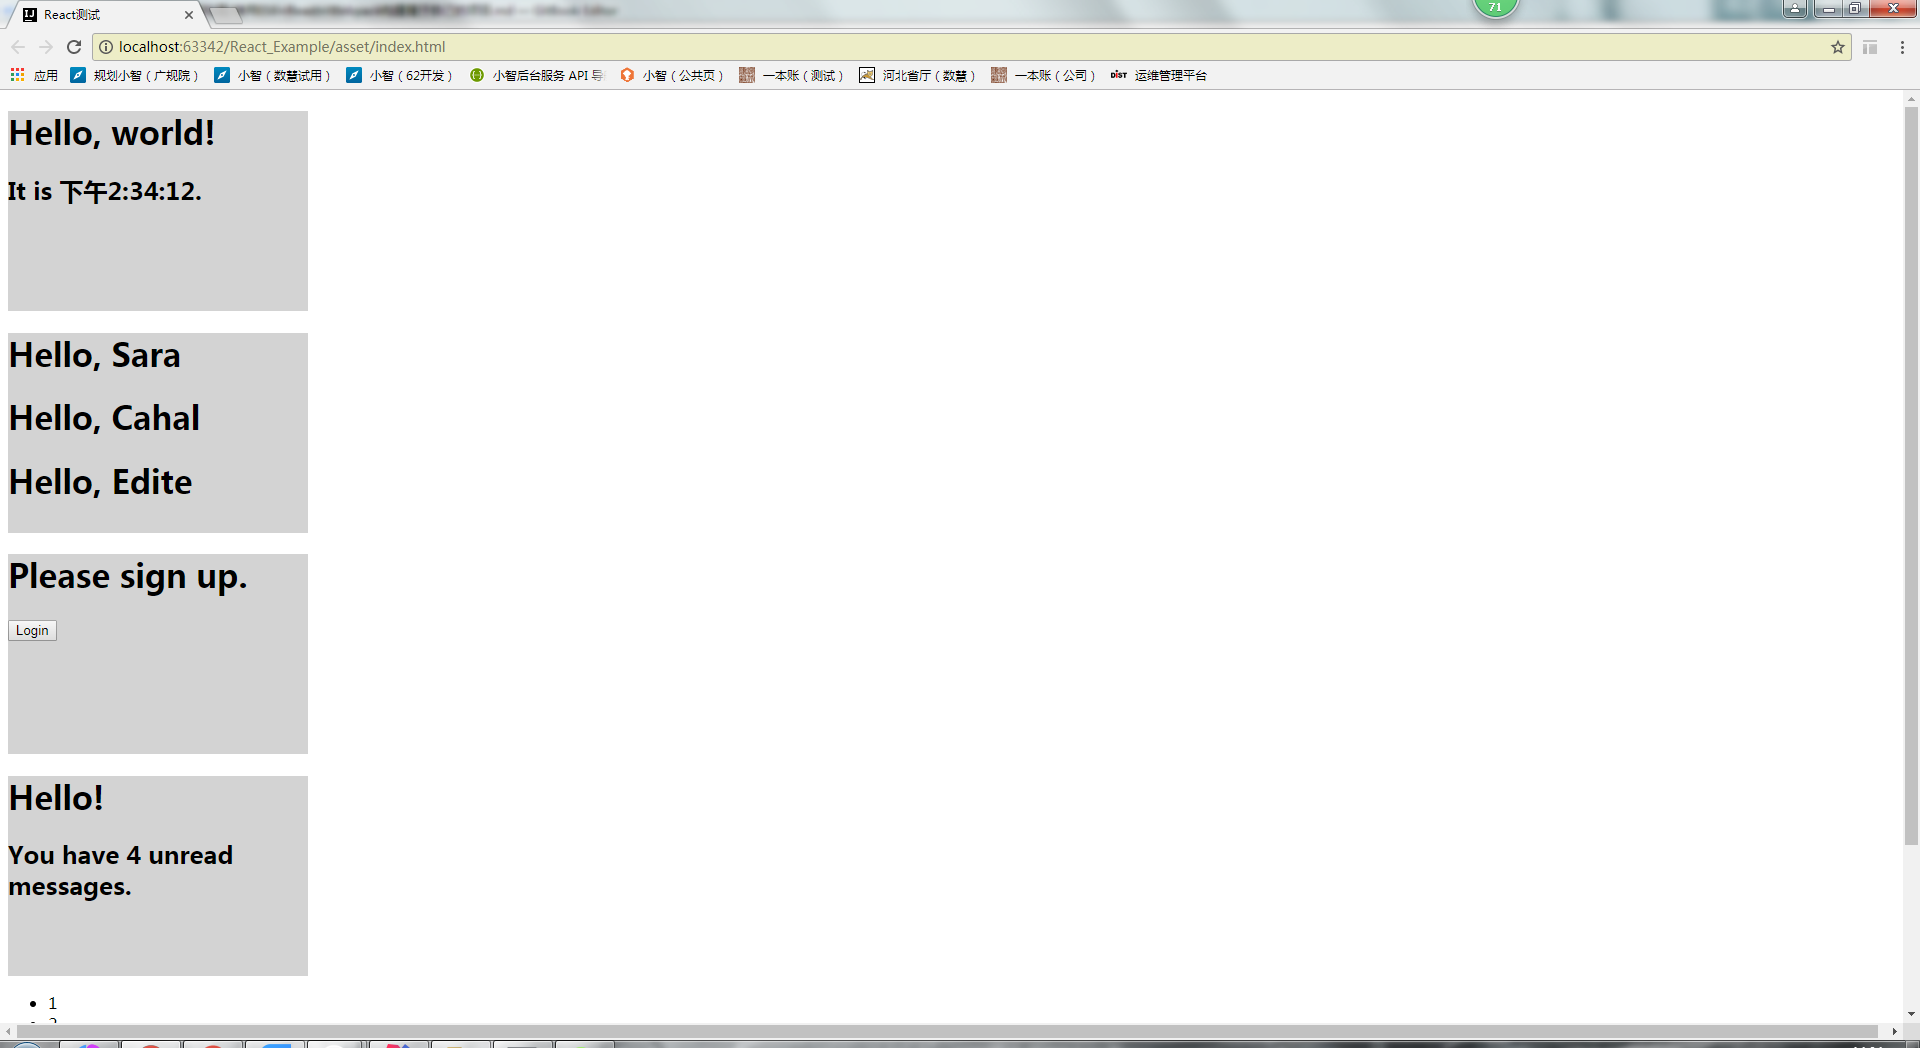 React测试
71
localhost:63342/React_Example/asset/index.html
应用 规划小智（广规院） 小智（数慧试用） 小智（62开发） 小智后台服务 API 小智（公共页） 一本账（测试） 河北省厅（数慧） 一本账（公司） DIST 运维管理平台
Hello, world!
It is 下午2:34:12.
Hello, Sara
Hello, Cahal
Hello, Edite
Please sign up.
Login
Hello!
You have 4 unread
messages.
1